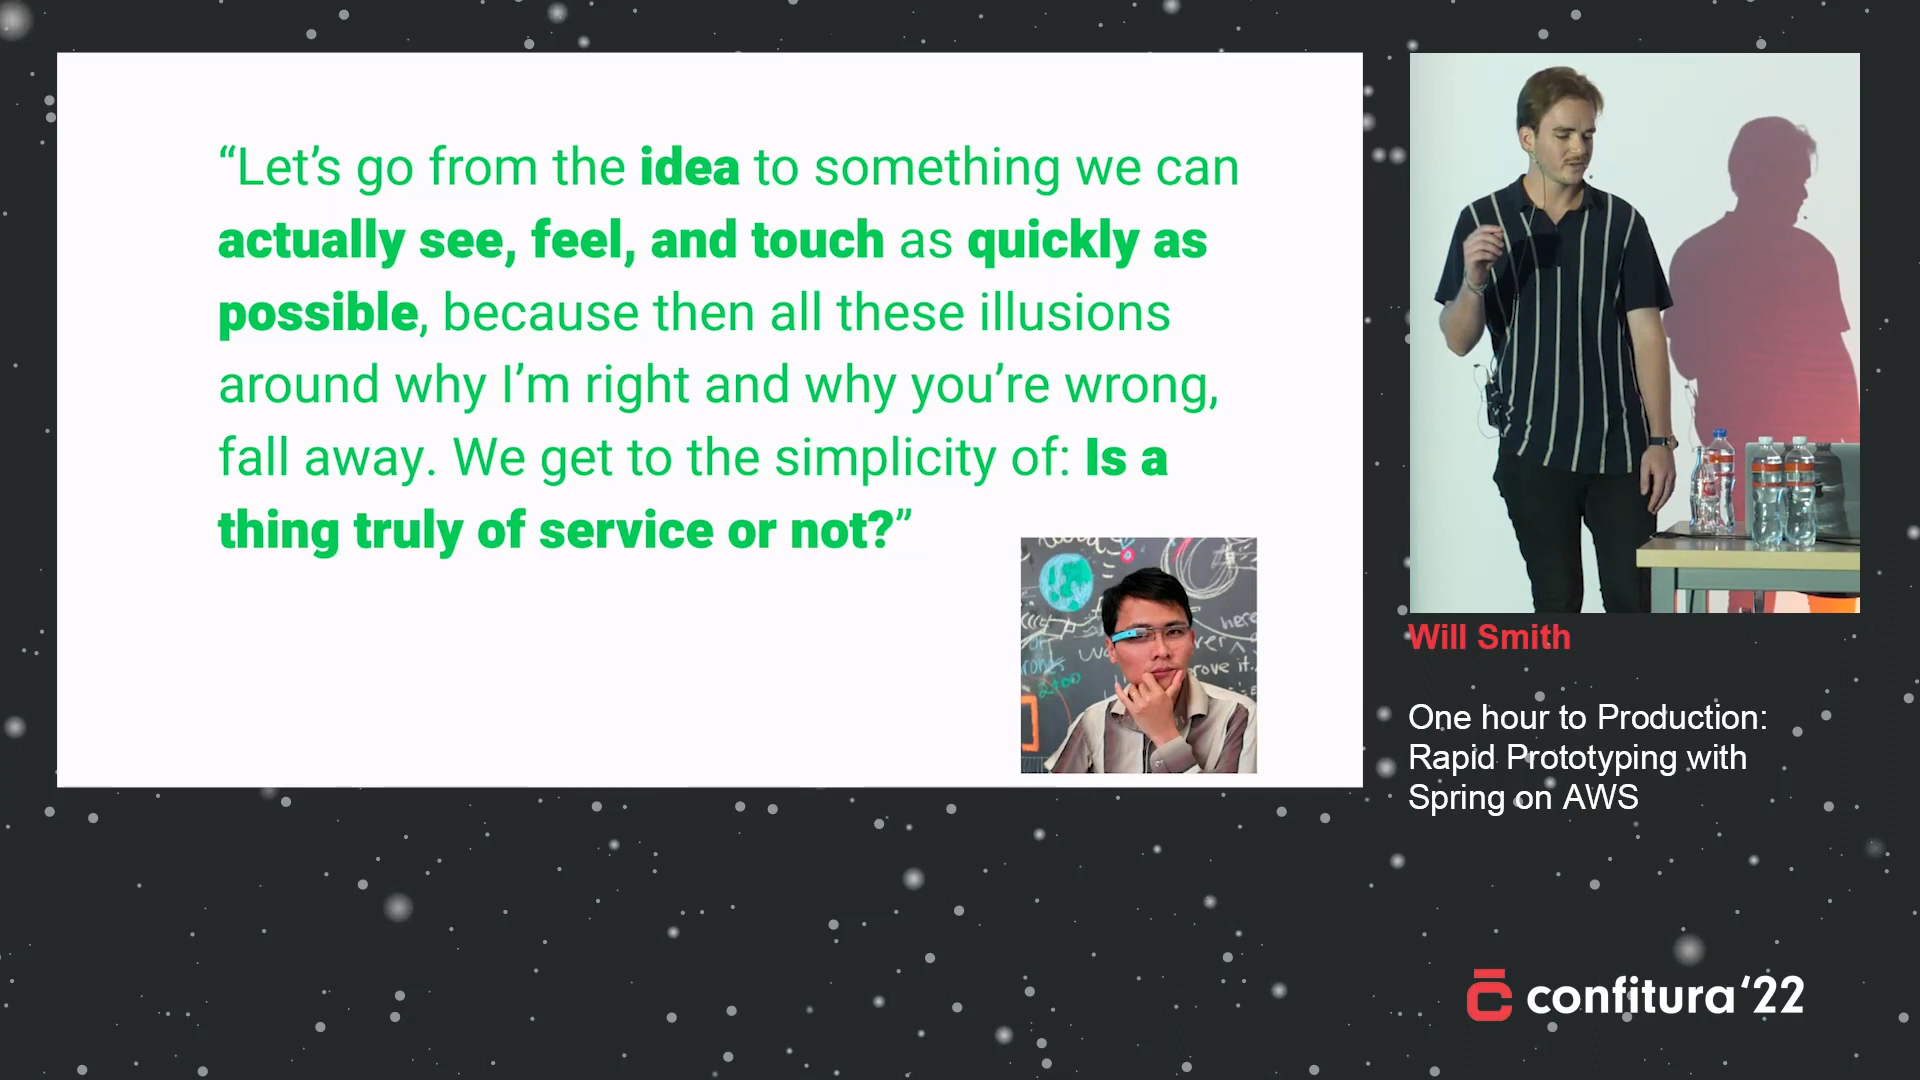 “Let’s go from the idea to something we can
actually see, feel, and touch as quickly as
possible, because then all these illusions
around why I’m right and why you’re wrong,
fall away. We get to the simplicity of: Is a
thing truly of service or not?”
here
prove it.
Will Smith
One hour to Production:
Rapid Prototyping with
Spring on AWS
confitura‘22